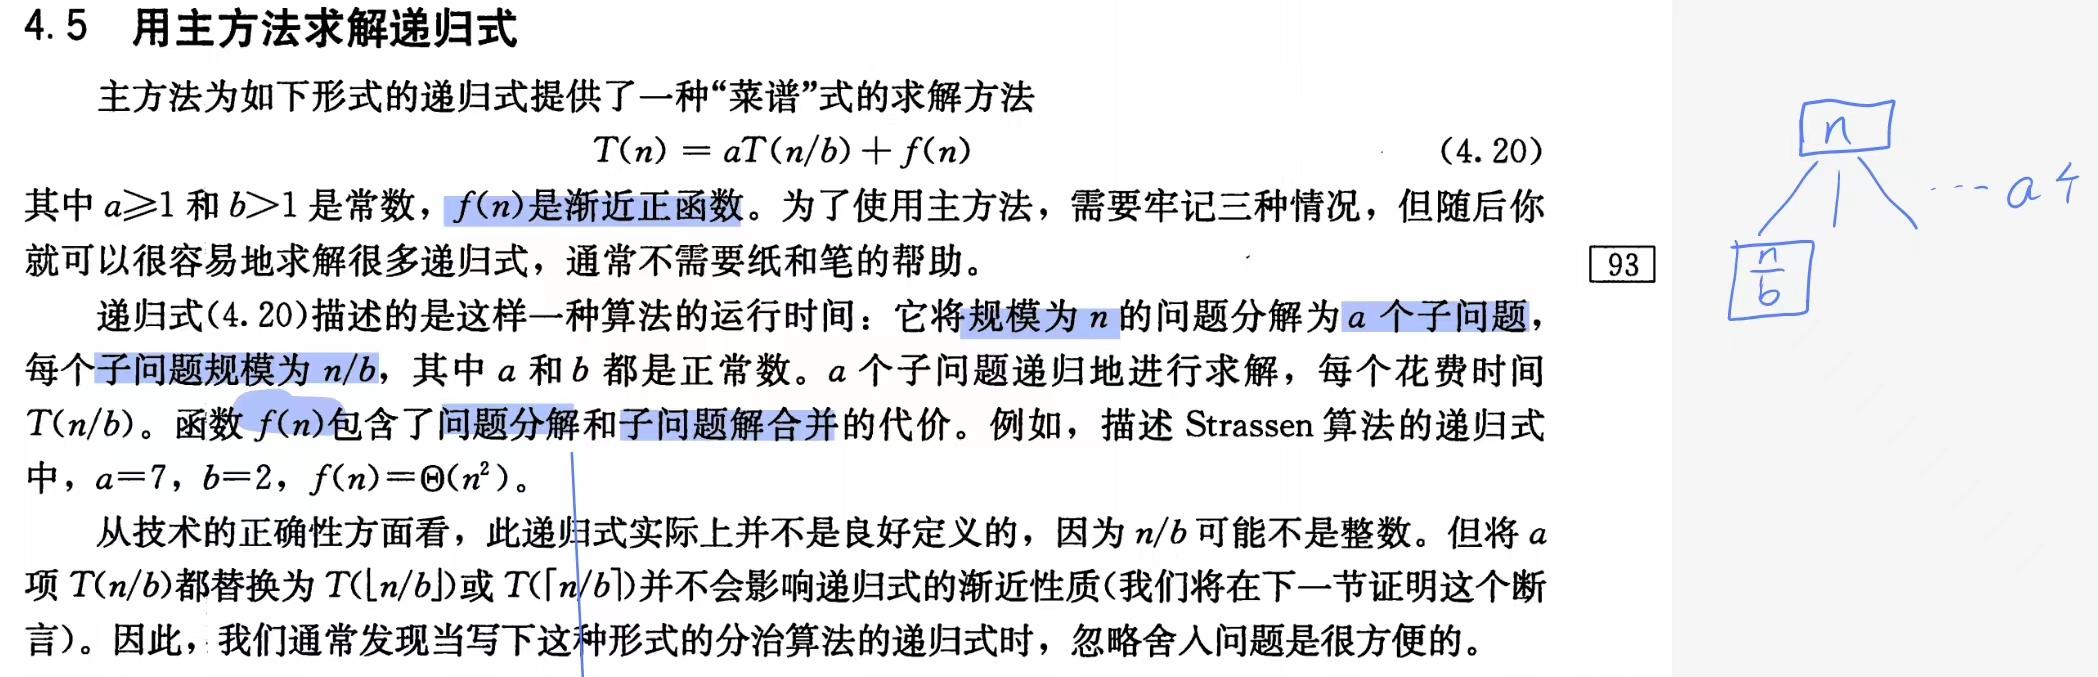 4.5 用主方法求解递归式
主方法为如下形式的递归式提供了一种“菜谱”式的求解方法
T(n) = aT(n/b) + f(n) (4.20)
其中 a≥1 和 b>1 是常数，f(n)是渐近正函数。为了使用主方法，需要牢记三种情况，但随后你
就可以很容易地求解很多递归式，通常不需要纸和笔的帮助。
93
递归式(4.20)描述的是这样一种算法的运行时间：它将规模为 n 的问题分解为 a 个子问题，
每个子问题规模为 n/b，其中 a 和 b 都是正常数。a 个子问题递归地进行求解，每个花费时间
T(n/b)。函数 f(n)包含了问题分解和子问题解合并的代价。例如，描述 Strassen 算法的递归式
中，a=7，b=2，f(n)=Θ(n²)。
从技术的正确性方面看，此递归式实际上并不是良好定义的，因为 n/b 可能不是整数。但将 a
项 T(n/b)都替换为 T(⌊n/b⌋)或 T(⌈n/b⌉)并不会影响递归式的渐近性质(我们将在下一节证明这个断
言)。因此，我们通常发现当写下这种形式的分治算法的递归式时，忽略舍入问题是很方便的。
n
... a个
n
b